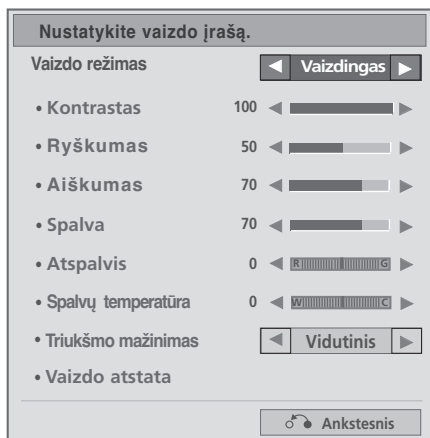 Nustatykite vaizdo įrašą.
Vaizdo režimas ◀ Vaizdingas ▶
• Kontrastas 100
• Ryškumas 50
• Aiškumas 70
• Spalva 70
• Atspalvis 0 R G
• Spalvų temperatūra 0 W C
• Triukšmo mažinimas ◀ Vidutinis ▶
• Vaizdo atstata
Ankstesnis